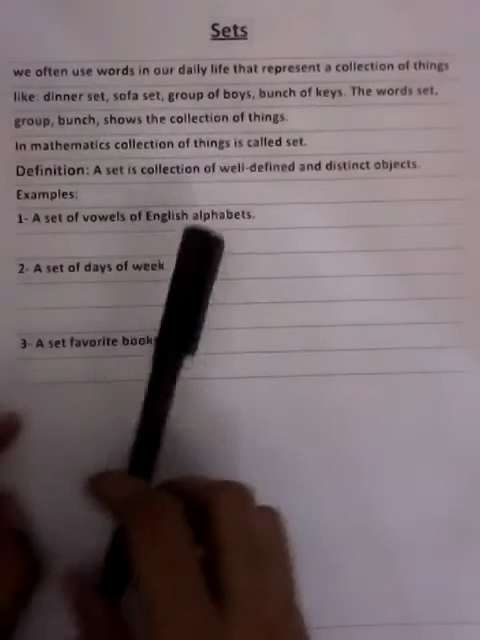 Sets
we often use words in our daily life that represent a collection of things
like: dinner set, sofa set, group of boys, bunch of keys. The words set,
group, bunch, shows the collection of things.
In mathematics collection of things is called set.
Definition: A set is collection of well-defined and distinct objects.
Examples:
1- A set of vowels of English alphabets.
2- A set of days of week
3- A set favorite book